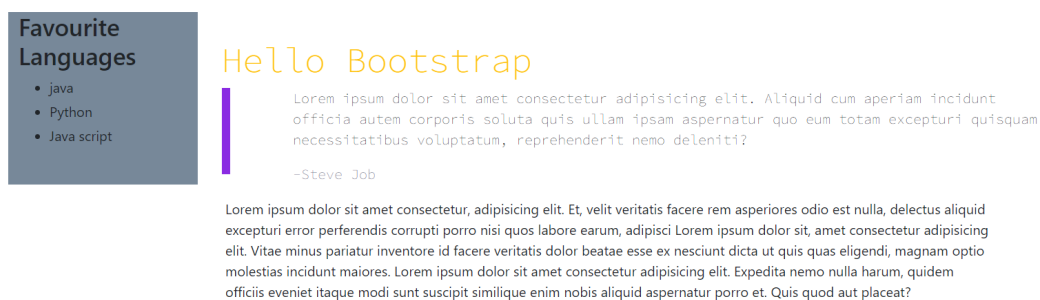 Favourite
Languages
java
Python
Java script
Hello Bootstrap
Lorem ipsum dolor sit amet consectetur adipisicing elit. Aliquid cum aperiam incidunt
officia autem corporis soluta quis ullam ipsam aspernatur quo eum totam excepturi quisquam
necessitatibus voluptatum, reprehenderit nemo deleniti?
-Steve Job
Lorem ipsum dolor sit amet consectetur, adipisicing elit. Et, velit veritatis facere rem asperiores odio est nulla, delectus aliquid
excepturi error perferendis corrupti porro nisi quos labore earum, adipisci Lorem ipsum dolor sit, amet consectetur adipisicing
elit. Vitae minus pariatur inventore id facere veritatis dolor beatae esse ex nesciunt dicta ut quis quas eligendi, magnam optio
molestias incidunt maiores. Lorem ipsum dolor sit amet consectetur adipisicing elit. Expedita nemo nulla harum, quidem
officiis eveniet itaque modi sunt suscipit similique enim nobis aliquid aspernatur porro et. Quis quod aut placeat?